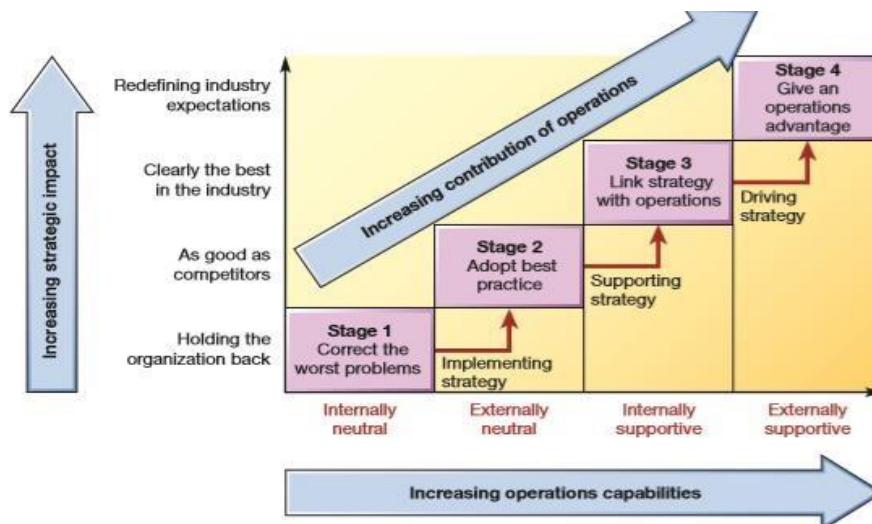 Increasing strategic impact
Redefining industry
expectations
Clearly the best
in the industry
As good as
competitors
Holding the
organization back
Increasing contribution of operations
Stage 4
Give an
operations
advantage
Stage 3
Link strategy
with operations
Driving
strategy
Stage 2
Adopt best
practice
Supporting
strategy
Stage 1
Correct the
worst problems
Implementing
strategy
Internally
neutral
Externally
neutral
Internally
supportive
Externally
supportive
Increasing operations capabilities